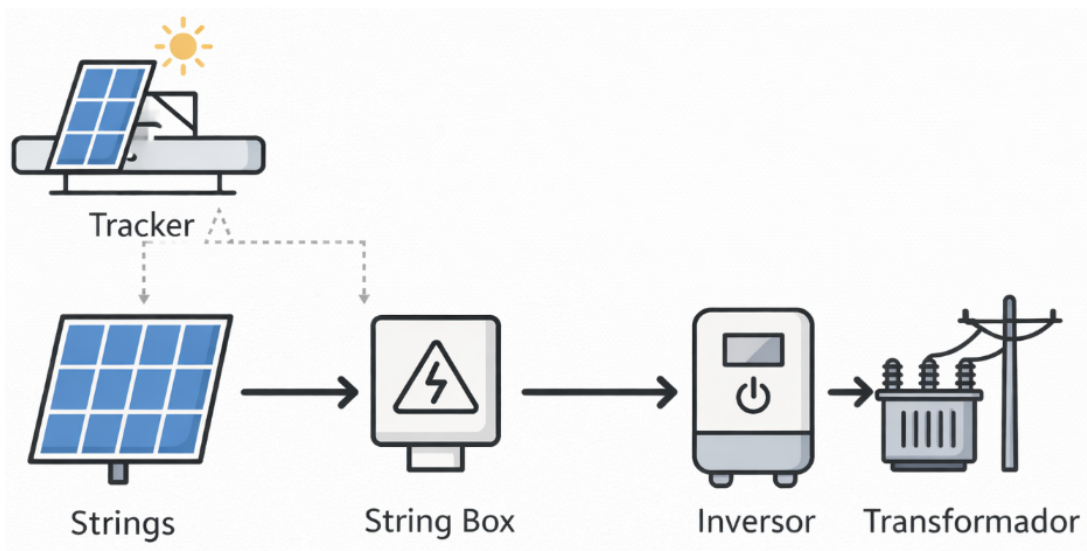 Tracker
Strings
String Box
Inversor
Transformador